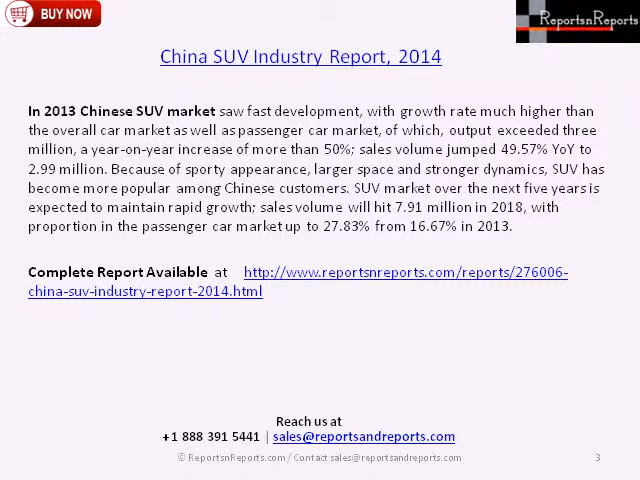 BUY NOW
ReportsnReports
China SUV Industry Report, 2014
In 2013 Chinese SUV market saw fast development, with growth rate much higher than
the overall car market as well as passenger car market, of which, output exceeded three
million, a year-on-year increase of more than 50%; sales volume jumped 49.57% YoY to
2.99 million. Because of sporty appearance, larger space and stronger dynamics, SUV has
become more popular among Chinese customers. SUV market over the next five years is
expected to maintain rapid growth; sales volume will hit 7.91 million in 2018, with
proportion in the passenger car market up to 27.83% from 16.67% in 2013.
Complete Report Available at http://www.reportsnreports.com/reports/276006-
china-suv-industry-report-2014.html
Reach us at
+1 888 391 5441 | sales@reportsandreports.com
© ReportsnReports.com / Contact sales@reportsandreports.com
3